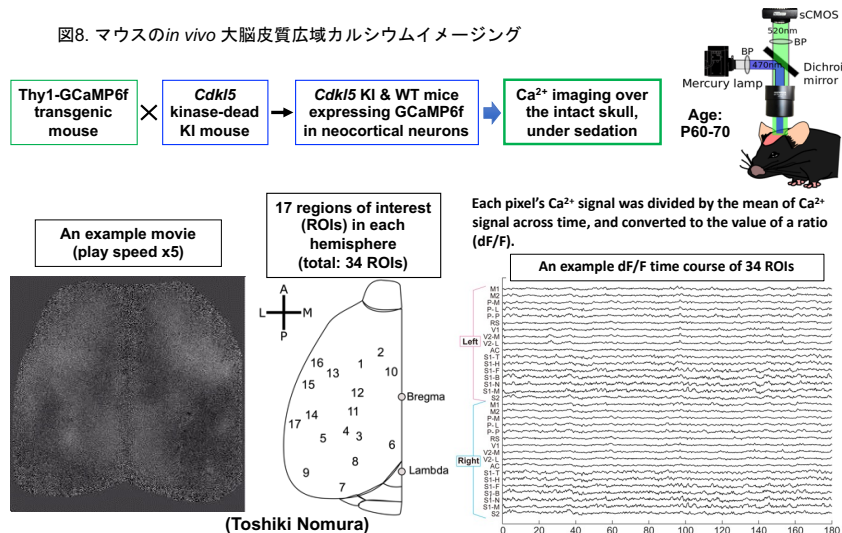 図8. マウスのin vivo 大脳皮質広域カルシウムイメージング
sCMOS
520nm
BP
BP
470nm
Mercury lamp
Dichroi
mirror
Age:
P60-70
Thy1-GCaMP6f
transgenic
mouse
Cdkl5
kinase-dead
KI mouse
Cdkl5 KI & WT mice
expressing GCaMP6f
in neocortical neurons
Ca²⁺ imaging over
the intact skull,
under sedation
An example movie
(play speed x5)
17 regions of interest
(ROIs) in each
hemisphere
(total: 34 ROIs)
A
L M
P
2
16 1
13 10
15
12
14 11
17 4 3
5 6
8
9
7
Bregma
Lambda
(Toshiki Nomura)
Each pixel's Ca²⁺ signal was divided by the mean of Ca²⁺
signal across time, and converted to the value of a ratio
(dF/F).
An example dF/F time course of 34 ROIs
Left
M1
M2
P-M
P-L
P-P
RS
V1
V2-M
V2-L
AC
S1-T
S1-H
S1-F
S1-B
S1-N
S1-M
S2
Right
M1
M2
P-M
P-L
P-P
RS
V1
V2-M
V2-L
AC
S1-T
S1-H
S1-F
S1-B
S1-N
S1-M
S2
0 20 40 60 80 100 120 140 160 180